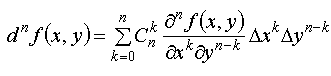 $d^n f(x, y) = \sum_{k=0}^{n} C_n^k \frac{\partial^n f(x, y)}{\partial x^k \partial y^{n-k}} \Delta x^k \Delta y^{n-k}$